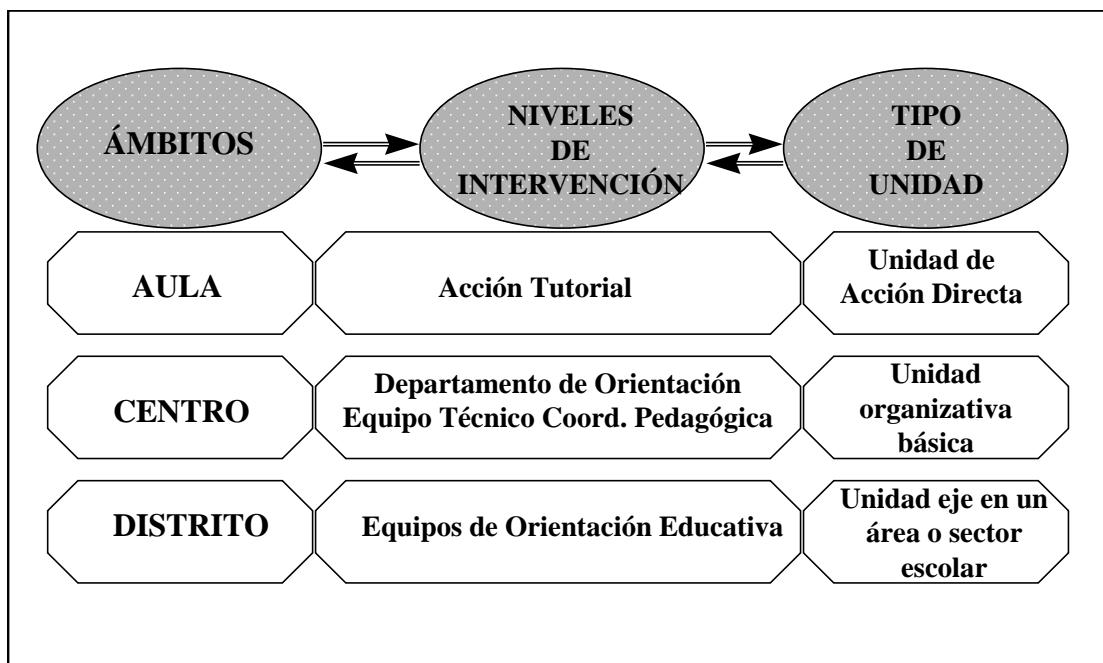 ÁMBITOS
NIVELES
DE
INTERVENCIÓN
TIPO
DE
UNIDAD
AULA
Acción Tutorial
Unidad de
Acción Directa
CENTRO
Departamento de Orientación
Equipo Técnico Coord. Pedagógica
Unidad
organizativa
básica
DISTRITO
Equipos de Orientación Educativa
Unidad eje en un
área o sector
escolar